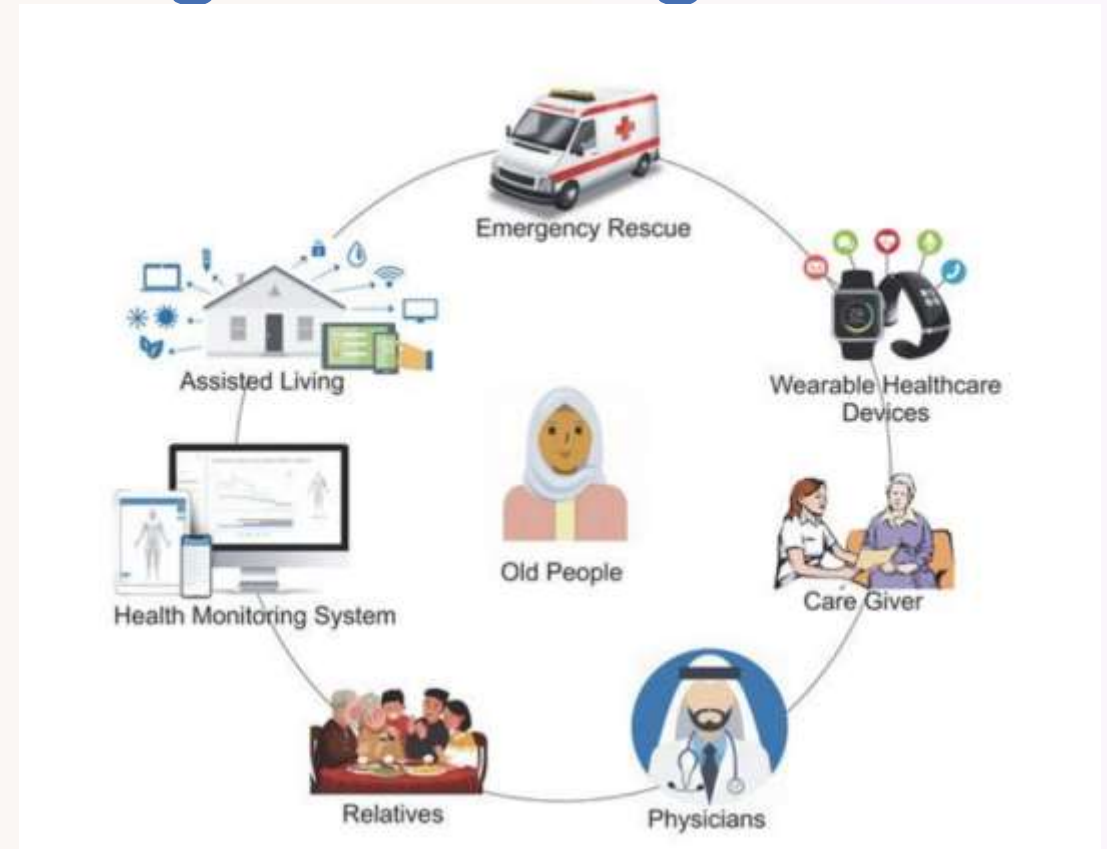 Emergency Rescue
Assisted Living
Wearable Healthcare
Devices
Old People
Health Monitoring System
Care Giver
Relatives
Physicians